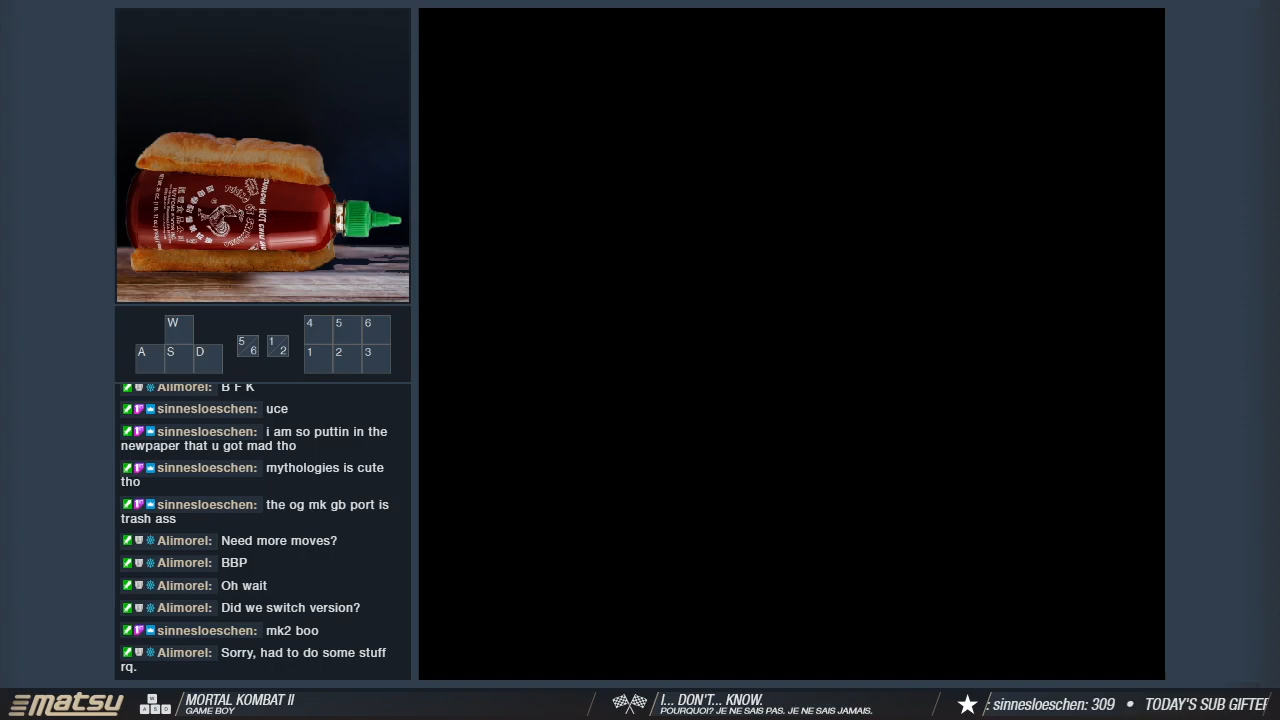 HOT CHILI
W
A
S
D
5
6
1
2
4
5
6
1
2
3
Alimorel: B F K
sinnesloeschen: uce
sinnesloeschen: i am so puttin in the
newpaper that u got mad tho
sinnesloeschen: mythologies is cute
tho
sinnesloeschen: the og mk gb port is
trash ass
Alimorel: Need more moves?
Alimorel: BBP
Alimorel: Oh wait
Alimorel: Did we switch version?
sinnesloeschen: mk2 boo
Alimorel: Sorry, had to do some stuff
rq.
matsu
W
A S D
MORTAL KOMBAT II
GAME BOY
I... DON'T... KNOW.
POURQUOI? JE NE SAIS PAS. JE NE SAIS JAMAIS.
: sinnesloeschen: 309 • TODAY'S SUB GIFTE